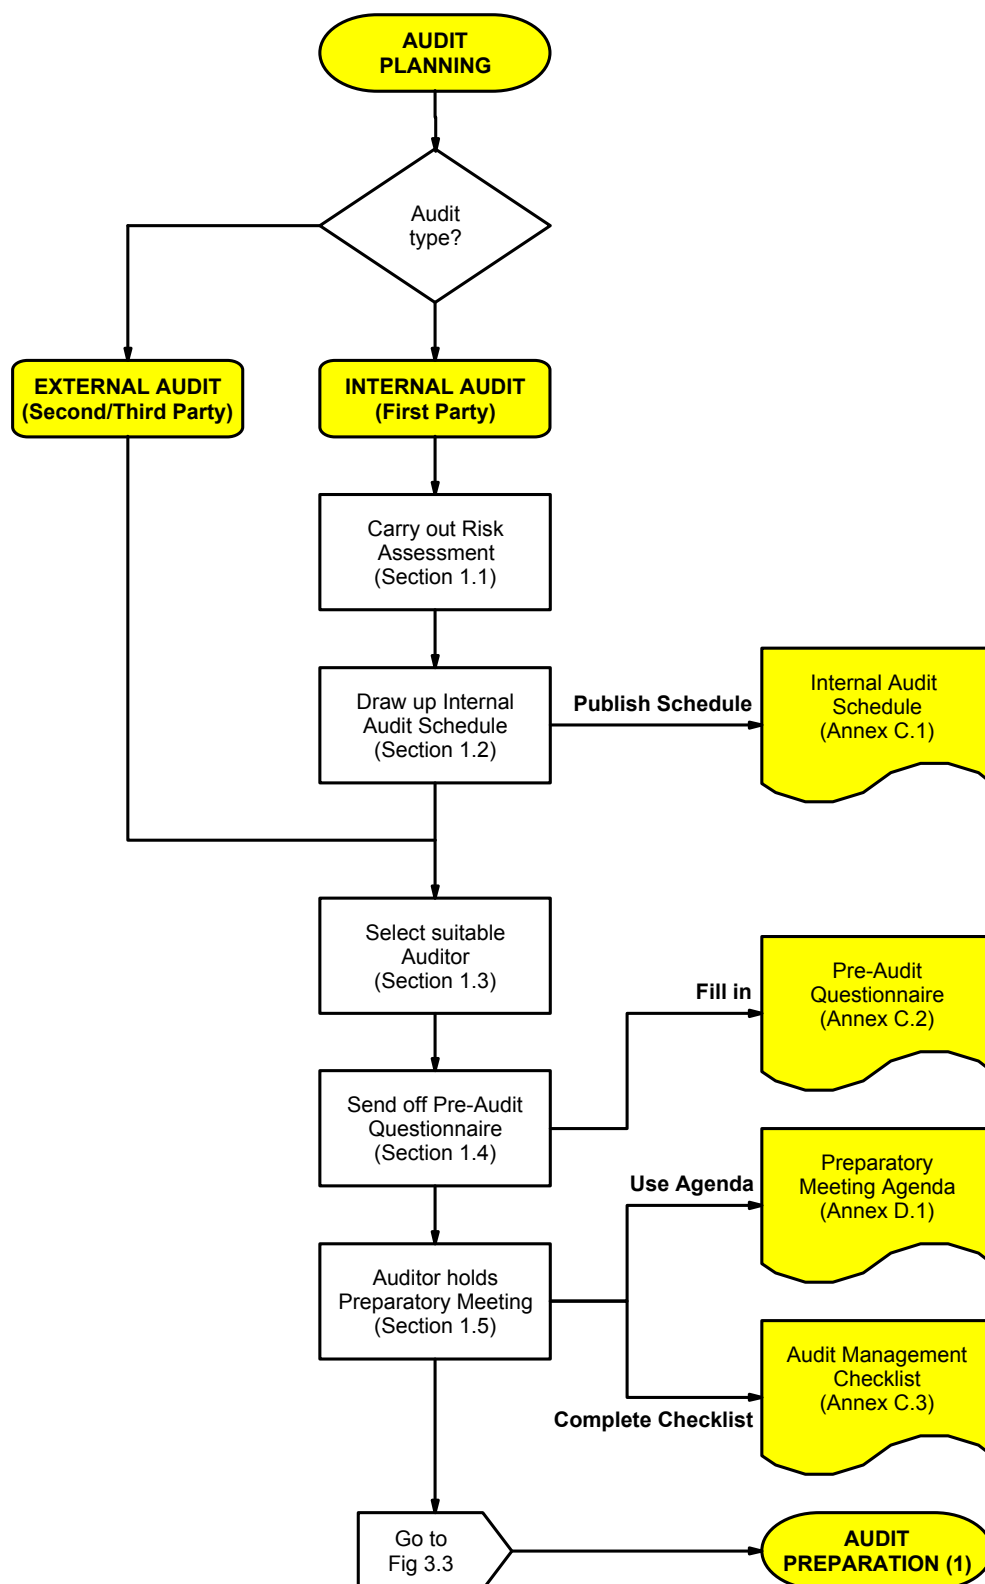 AUDIT
PLANNING
Audit
type?
EXTERNAL AUDIT
(Second/Third Party)
INTERNAL AUDIT
(First Party)
Carry out Risk
Assessment
(Section 1.1)
Draw up Internal
Audit Schedule
(Section 1.2)
Publish Schedule
Internal Audit
Schedule
(Annex C.1)
Select suitable
Auditor
(Section 1.3)
Fill in
Pre-Audit
Questionnaire
(Annex C.2)
Send off Pre-Audit
Questionnaire
(Section 1.4)
Use Agenda
Preparatory
Meeting Agenda
(Annex D.1)
Auditor holds
Preparatory Meeting
(Section 1.5)
Complete Checklist
Audit Management
Checklist
(Annex C.3)
Go to
Fig 3.3
AUDIT
PREPARATION (1)